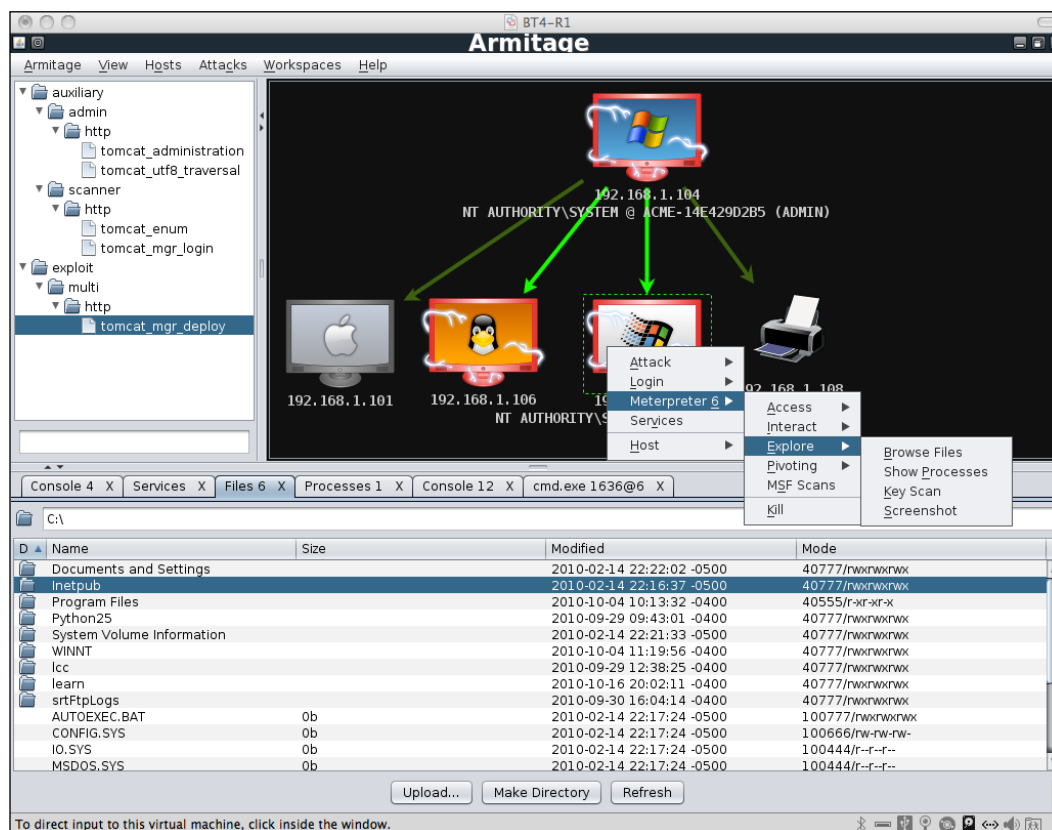 BT4-R1
Armitage
Armitage View Hosts Attacks Workspaces Help
auxiliary
admin
http
tomcat_administration
tomcat_utf8_traversal
scanner
http
tomcat_enum
tomcat_mgr_login
exploit
multi
http
tomcat_mgr_deploy
192.168.1.104
NT AUTHORITY\SYSTEM @ ACME-14E429D2B5 (ADMIN)
192.168.1.101
192.168.1.106
NT AUTHORITY\S
92.168.1.108
Attack
Login
Meterpreter 6
Services
Host
Access
Interact
Explore
Pivoting
MSF Scans
Kill
Browse Files
Show Processes
Key Scan
Screenshot
Console 4 X Services X Files 6 X Processes 1 X Console 12 X cmd.exe 1636@6 X
C:\
D Name Size Modified Mode
Documents and Settings 2010-02-14 22:22:02 -0500 40777/rwxrwxrwx
Inetpub 2010-02-14 22:16:37 -0500 40777/rwxrwxrwx
Program Files 2010-10-04 10:13:32 -0400 40555/r-xr-xr-x
Python25 2010-09-29 09:43:01 -0400 40777/rwxrwxrwx
System Volume Information 2010-02-14 22:21:33 -0500 40777/rwxrwxrwx
WINNT 2010-10-04 11:19:56 -0400 40777/rwxrwxrwx
lcc 2010-09-29 12:38:25 -0400 40777/rwxrwxrwx
learn 2010-10-16 20:02:11 -0400 40777/rwxrwxrwx
srtFtpLogs 2010-09-30 16:04:14 -0400 40777/rwxrwxrwx
AUTOEXEC.BAT 0b 2010-02-14 22:17:24 -0500 100777/rwxrwxrwx
CONFIG.SYS 0b 2010-02-14 22:17:24 -0500 100666/rw-rw-rw-
IO.SYS 0b 2010-02-14 22:17:24 -0500 100444/r--r--r--
MSDOS.SYS 0b 2010-02-14 22:17:24 -0500 100444/r--r--r--
Upload... Make Directory Refresh
To direct input to this virtual machine, click inside the window.